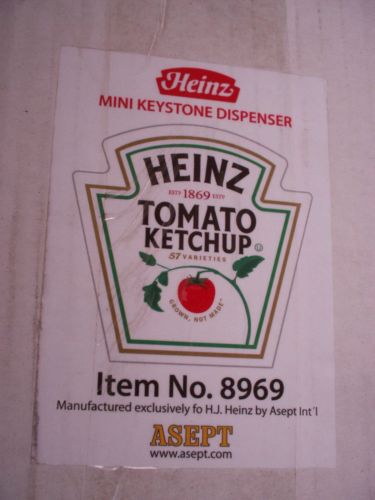 Heinz
MINI KEYSTONE DISPENSER
HEINZ
ESTD 1869 ESTD
TOMATO
KETCHUP
57 VARIETIES
GROWN, NOT MADE™
Item No. 8969
Manufactured exclusively fo H.J. Heinz by Asept Int'l
ASEPT
www.asept.com